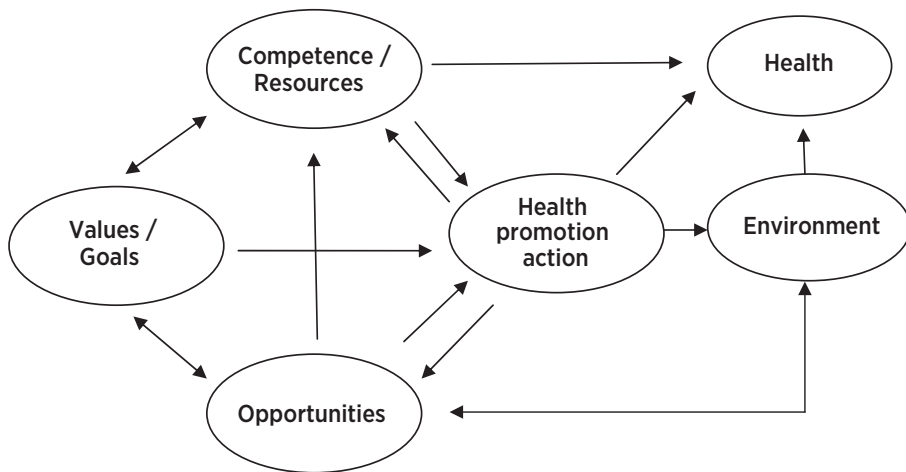 Competence /
Resources
Health
Values /
Goals
Health
promotion
action
Environment
Opportunities